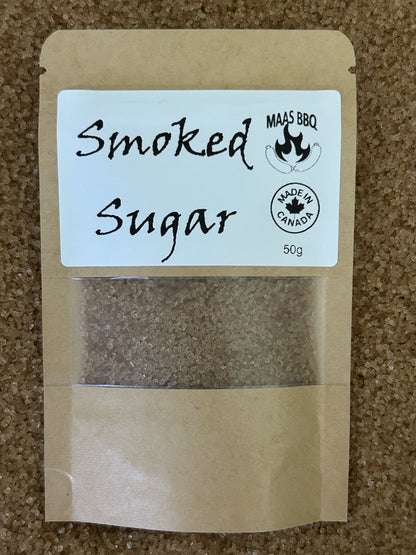 Smoked
Sugar
MAAS BBQ
MADE IN
CANADA
50g